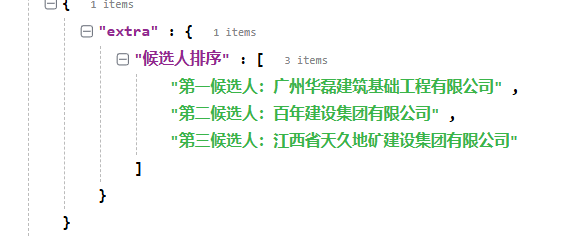 { 1 items
"extra" : { 1 items
"候选人排序" : [ 3 items
"第一候选人: 广州华磊建筑基础工程有限公司" ,
"第二候选人: 百年建设集团有限公司" ,
"第三候选人: 江西省天久地矿建设集团有限公司"
]
}
}